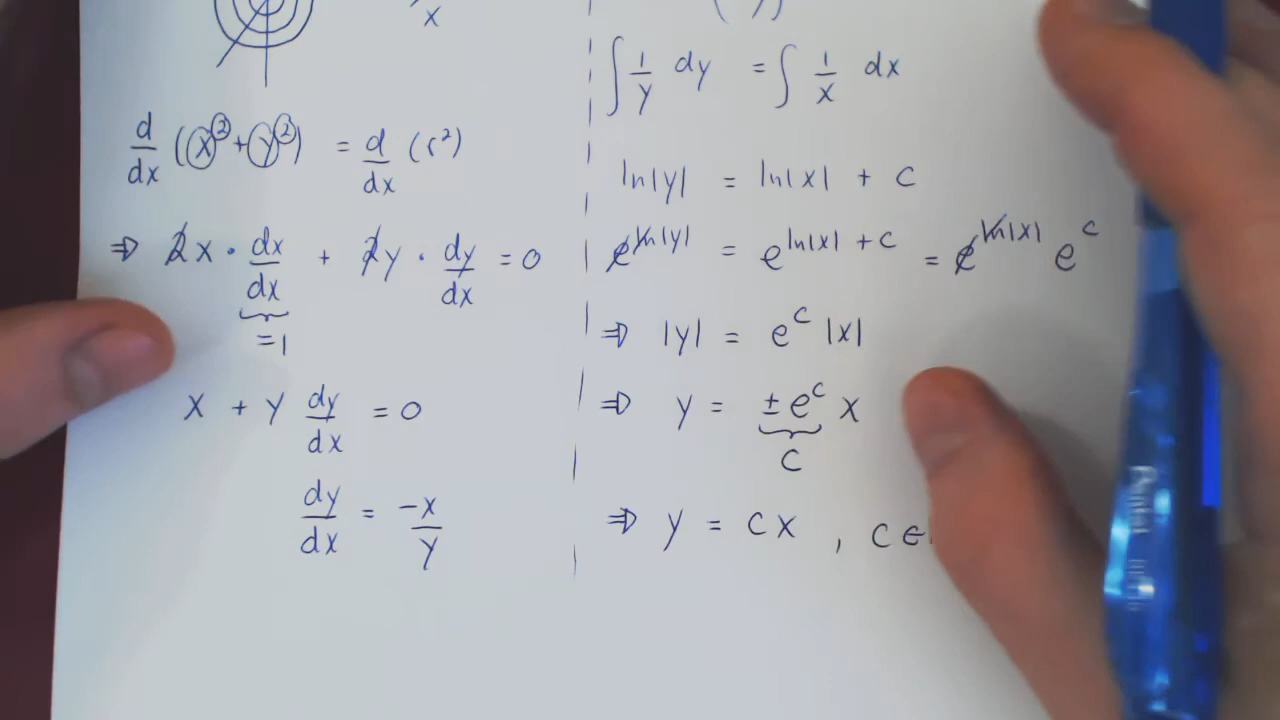 x
d/dx (x² + y²) = d/dx (r²)
⇒ 2x · dx/dx + 2y · dy/dx = 0
=1
x + y dy/dx = 0
dy/dx = -x/y
∫ 1/y dy = ∫ 1/x dx
ln|y| = ln|x| + c
e^{ln|y|} = e^{ln|x| + c} = e^{ln|x|} e^c
⇒ |y| = e^c |x|
⇒ y = ±e^c x
c
⇒ y = cx , c ∈
Pentel